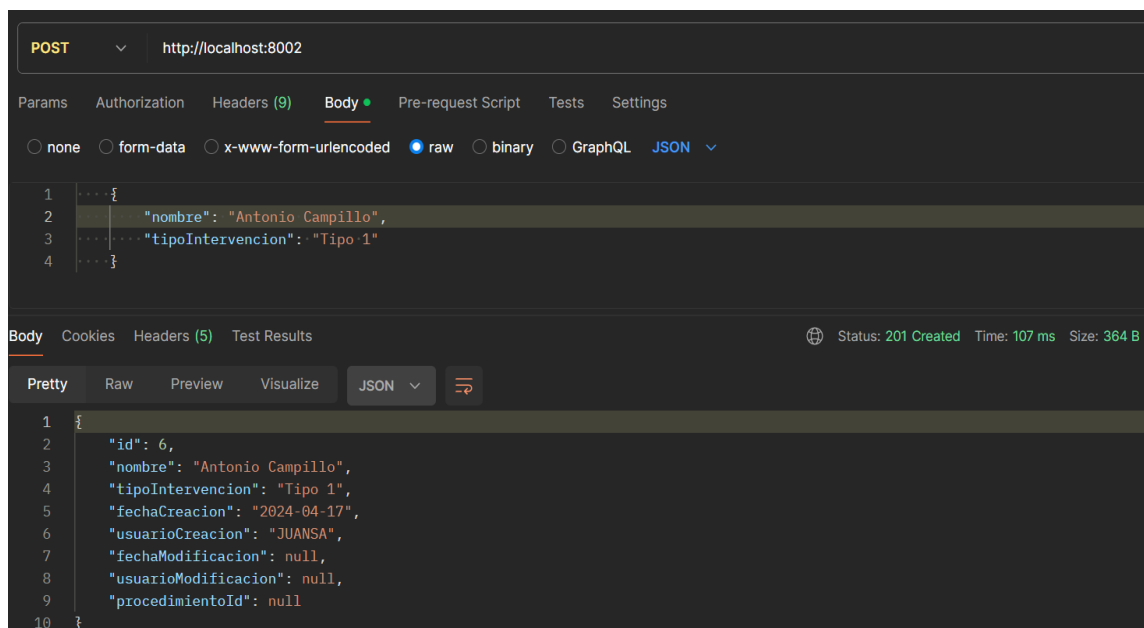 POST http://localhost:8002
Params Authorization Headers (9) Body Pre-request Script Tests Settings
none form-data x-www-form-urlencoded raw binary GraphQL JSON
1 {
2 "nombre": "Antonio Campillo",
3 "tipoIntervencion": "Tipo 1"
4 }
Body Cookies Headers (5) Test Results Status: 201 Created Time: 107 ms Size: 364 B
Pretty Raw Preview Visualize JSON
1 {
2 "id": 6,
3 "nombre": "Antonio Campillo",
4 "tipoIntervencion": "Tipo 1",
5 "fechaCreacion": "2024-04-17",
6 "usuarioCreacion": "JUANSA",
7 "fechaModificacion": null,
8 "usuarioModificacion": null,
9 "procedimientoId": null
10 }